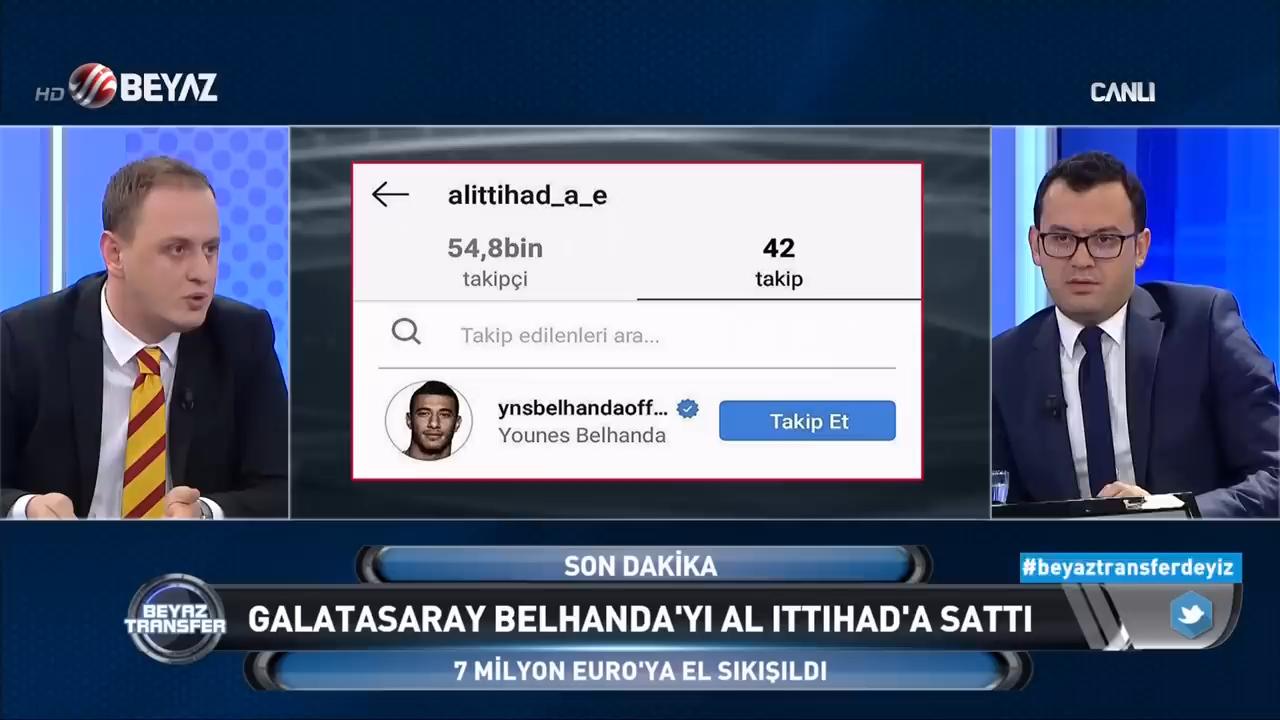 HD BEYAZ
CANLI
alittihad_a_e
54,8bin
takipçi
42
takip
Takip edilenleri ara...
ynsbelhandaoff...
Younes Belhanda
Takip Et
SON DAKİKA
#beyaztransferdeyiz
BEYAZ
TRANSFER
GALATASARAY BELHANDA'YI AL ITTIHAD'A SATTI
7 MİLYON EURO'YA EL SIKIŞILDI